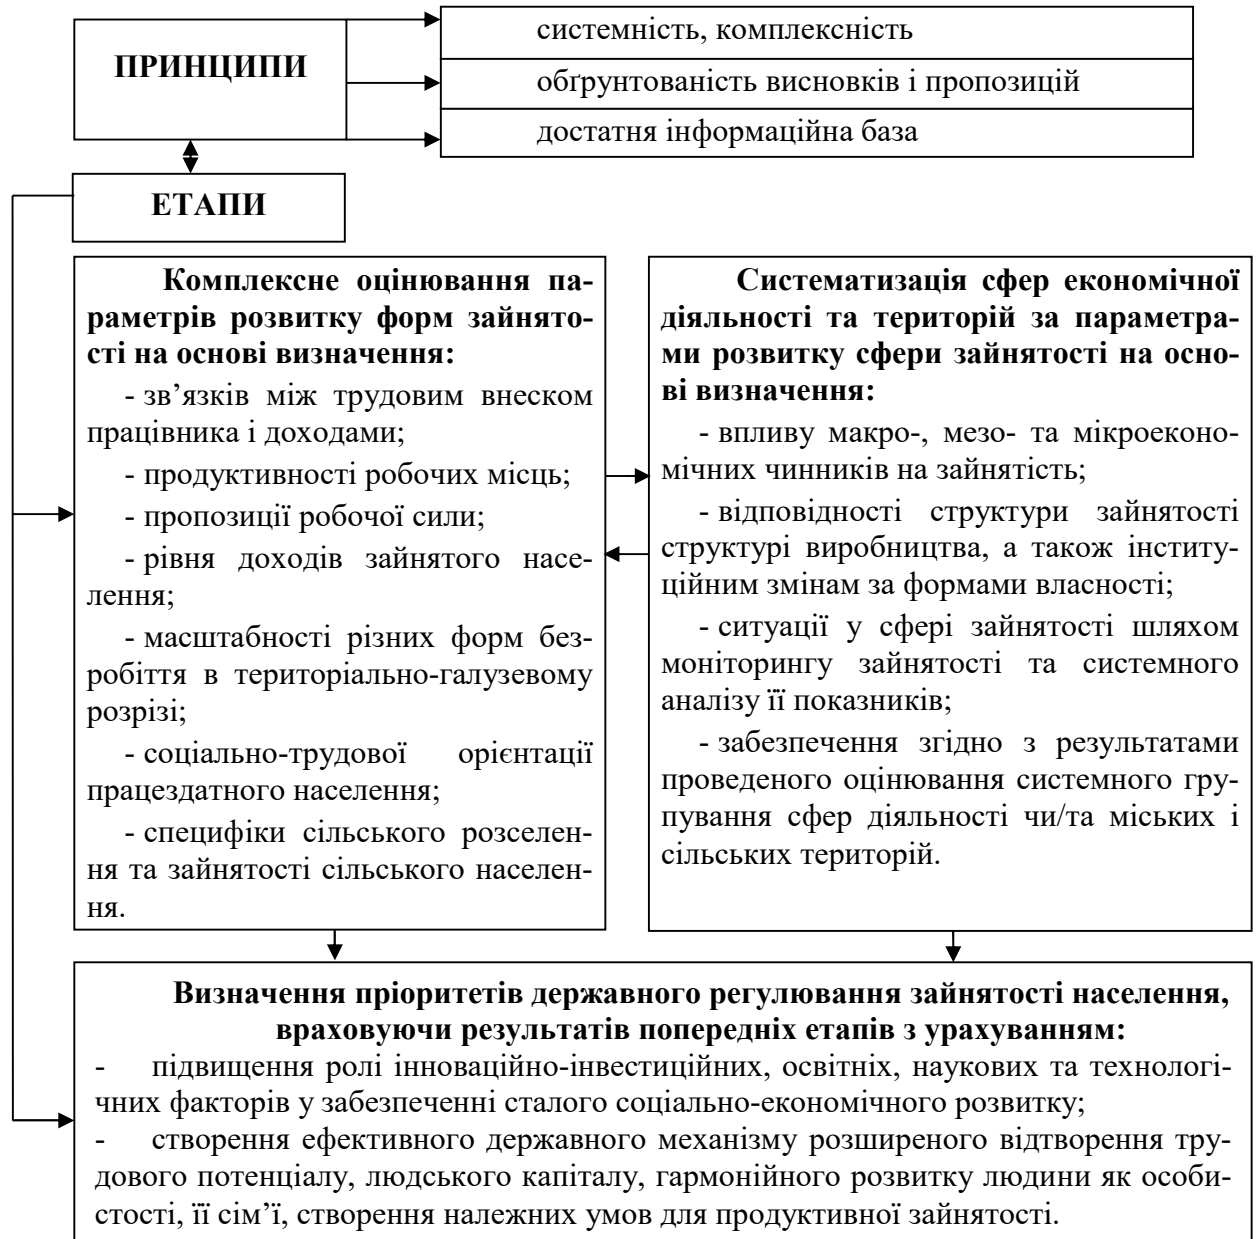 ПРИНЦИПИ
системність, комплексність
обґрунтованість висновків і пропозицій
достатня інформаційна база
ЕТАПИ
Комплексне оцінювання па-
раметрів розвитку форм зайнято-
сті на основі визначення:
- зв’язків між трудовим внеском
працівника і доходами;
- продуктивності робочих місць;
- пропозиції робочої сили;
- рівня доходів зайнятого насе-
лення;
- масштабності різних форм без-
робіття в територіально-галузевому
розрізі;
- соціально-трудової орієнтації
працездатного населення;
- специфіки сільського розселен-
ня та зайнятості сільського населен-
ня.
Систематизація сфер економічної
діяльності та територій за параметра-
ми розвитку сфери зайнятості на осно-
ві визначення:
- впливу макро-, мезо- та мікроеконо-
мічних чинників на зайнятість;
- відповідності структури зайнятості
структурі виробництва, а також інститу-
ційним змінам за формами власності;
- ситуації у сфері зайнятості шляхом
моніторингу зайнятості та системного
аналізу її показників;
- забезпечення згідно з результатами
проведеного оцінювання системного гру-
пування сфер діяльності чи/та міських і
сільських територій.
Визначення пріоритетів державного регулювання зайнятості населення,
враховуючи результатів попередніх етапів з урахуванням:
- підвищення ролі інноваційно-інвестиційних, освітніх, наукових та технологі-
чних факторів у забезпеченні сталого соціально-економічного розвитку;
- створення ефективного державного механізму розширеного відтворення тру-
дового потенціалу, людського капіталу, гармонійного розвитку людини як особи-
стості, її сім’ї, створення належних умов для продуктивної зайнятості.